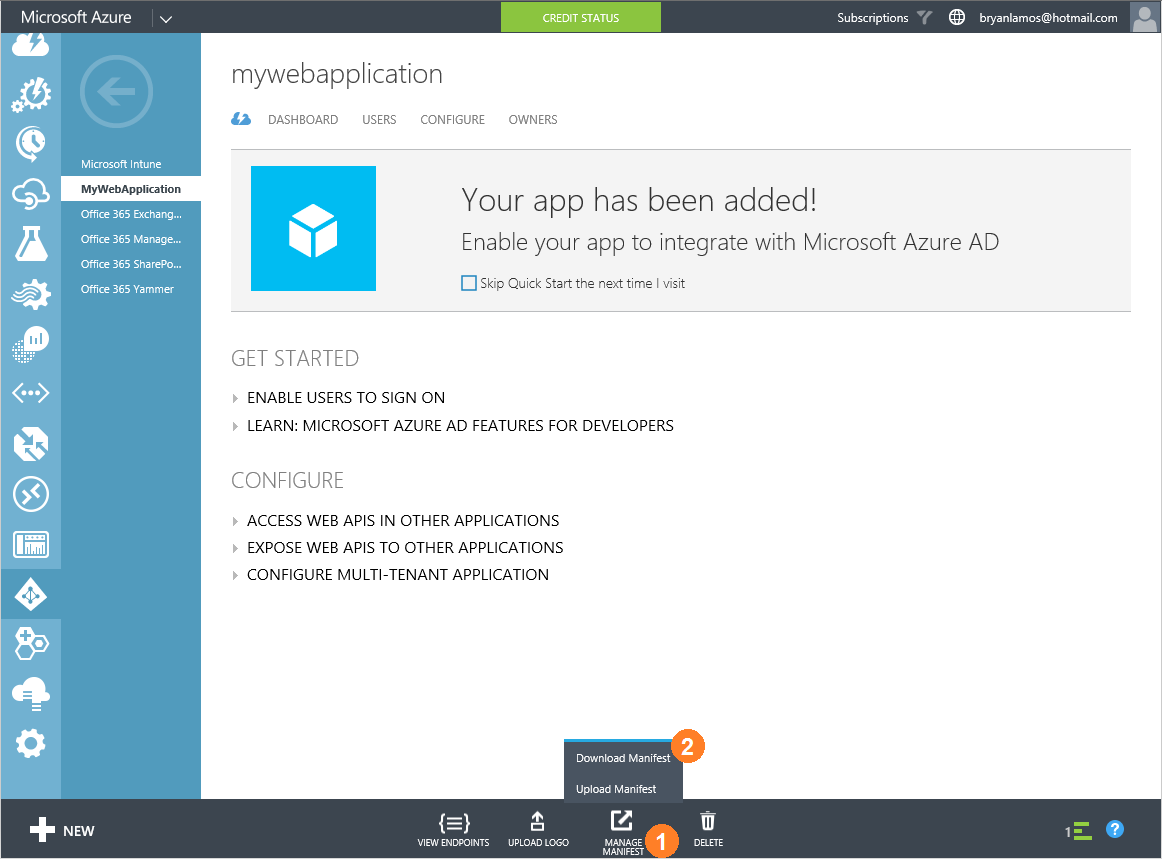 Microsoft Azure
CREDIT STATUS
Subscriptions
bryanlamos@hotmail.com
Microsoft Intune
MyWebApplication
Office 365 Exchang...
Office 365 Manage...
Office 365 SharePo...
Office 365 Yammer
mywebapplication
DASHBOARD USERS CONFIGURE OWNERS
Your app has been added!
Enable your app to integrate with Microsoft Azure AD
Skip Quick Start the next time I visit
GET STARTED
ENABLE USERS TO SIGN ON
LEARN: MICROSOFT AZURE AD FEATURES FOR DEVELOPERS
CONFIGURE
ACCESS WEB APIS IN OTHER APPLICATIONS
EXPOSE WEB APIS TO OTHER APPLICATIONS
CONFIGURE MULTI-TENANT APPLICATION
Download Manifest
2
Upload Manifest
NEW
VIEW ENDPOINTS
UPLOAD LOGO
MANAGE
MANIFEST
1
DELETE
1
?